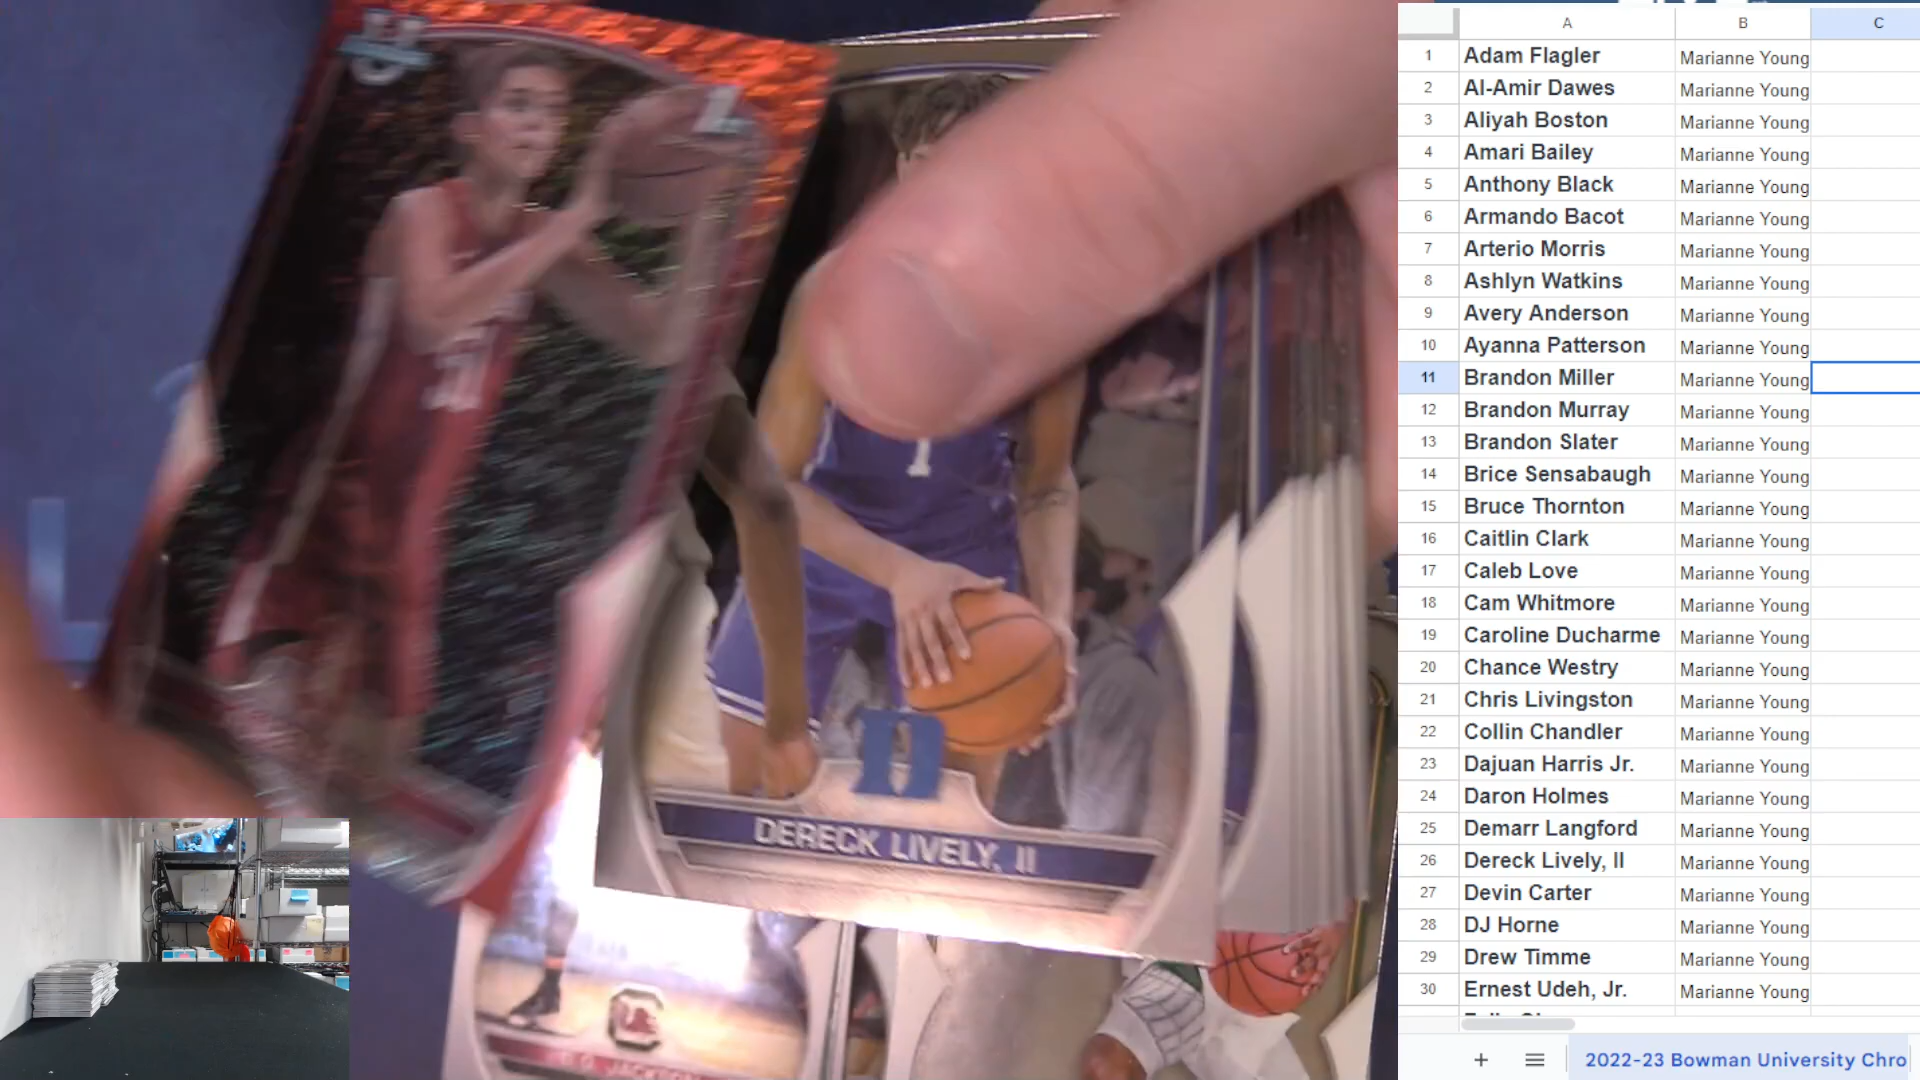 1
DERECK LIVELY, II
G. G. JACKSON
A B C
1 Adam Flagler Marianne Young
2 Al-Amir Dawes Marianne Young
3 Aliyah Boston Marianne Young
4 Amari Bailey Marianne Young
5 Anthony Black Marianne Young
6 Armando Bacot Marianne Young
7 Arterio Morris Marianne Young
8 Ashlyn Watkins Marianne Young
9 Avery Anderson Marianne Young
10 Ayanna Patterson Marianne Young
11 Brandon Miller Marianne Young
12 Brandon Murray Marianne Young
13 Brandon Slater Marianne Young
14 Brice Sensabaugh Marianne Young
15 Bruce Thornton Marianne Young
16 Caitlin Clark Marianne Young
17 Caleb Love Marianne Young
18 Cam Whitmore Marianne Young
19 Caroline Ducharme Marianne Young
20 Chance Westry Marianne Young
21 Chris Livingston Marianne Young
22 Collin Chandler Marianne Young
23 Dajuan Harris Jr. Marianne Young
24 Daron Holmes Marianne Young
25 Demarr Langford Marianne Young
26 Dereck Lively, II Marianne Young
27 Devin Carter Marianne Young
28 DJ Horne Marianne Young
29 Drew Timme Marianne Young
30 Ernest Udeh, Jr. Marianne Young
2022-23 Bowman University Chro